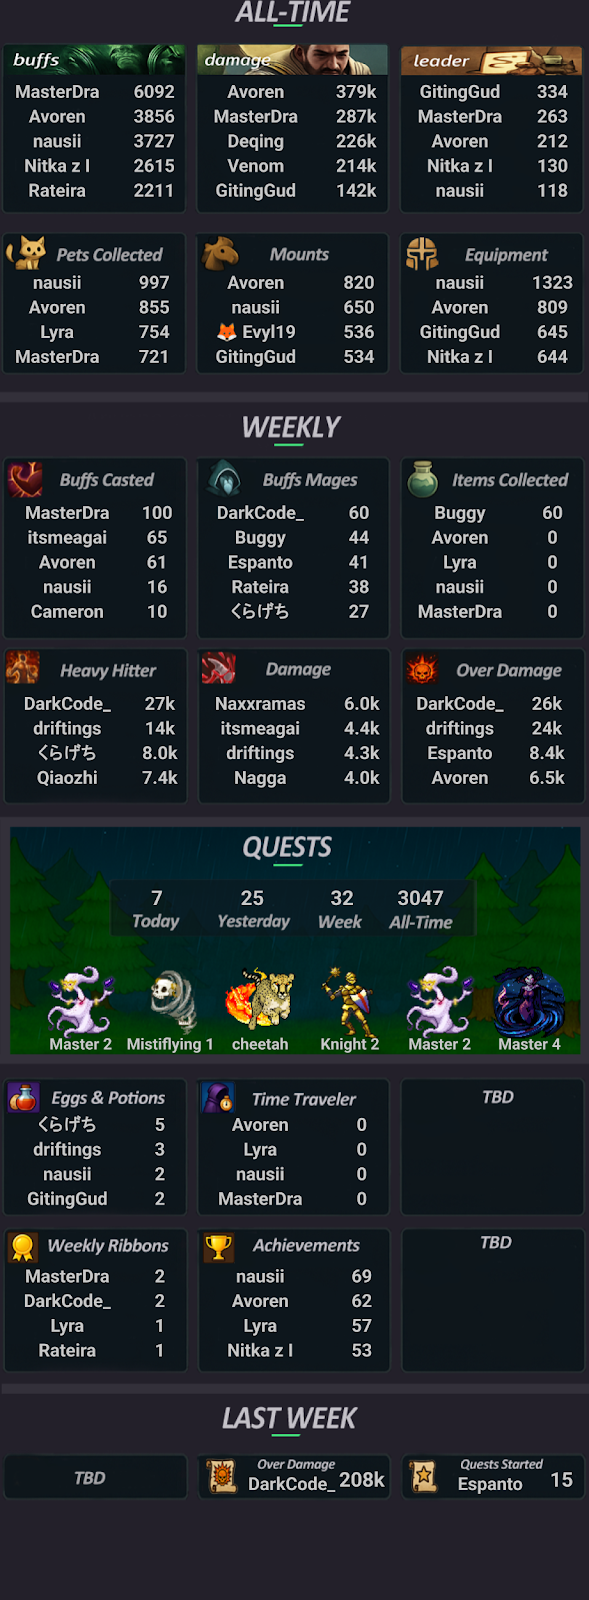 ALL-TIME
buffs
MasterDra 6092
Avoren 3856
nausii 3727
Nitka z l 2615
Rateira 2211
damage
Avoren 379k
MasterDra 287k
Deqing 226k
Venom 214k
GitingGud 142k
leader
GitingGud 334
MasterDra 263
Avoren 212
Nitka z l 130
nausii 118
Pets Collected
nausii 997
Avoren 855
Lyra 754
MasterDra 721
Mounts
Avoren 820
nausii 650
🦊 Evyl19 536
GitingGud 534
Equipment
nausii 1323
Avoren 809
GitingGud 645
Nitka z l 644
WEEKLY
Buffs Casted
MasterDra 100
itsmeagai 65
Avoren 61
nausii 16
Cameron 10
Buffs Mages
DarkCode_ 60
Buggy 44
Espanto 41
Rateira 38
くらげち 27
Items Collected
Buggy 60
Avoren 0
Lyra 0
nausii 0
MasterDra 0
Heavy Hitter
DarkCode_ 27k
driftings 14k
くらげち 8.0k
Qiaozhi 7.4k
Damage
Naxxramas 6.0k
itsmeagai 4.4k
driftings 4.3k
Nagga 4.0k
Over Damage
DarkCode_ 26k
driftings 24k
Espanto 8.4k
Avoren 6.5k
QUESTS
7 25 32 3047
Today Yesterday Week All-Time
Master 2 Mistiflying 1 cheetah Knight 2 Master 2 Master 4
Eggs & Potions
くらげち 5
driftings 3
nausii 2
GitingGud 2
Time Traveler
Avoren 0
Lyra 0
nausii 0
MasterDra 0
TBD
Weekly Ribbons
MasterDra 2
DarkCode_ 2
Lyra 1
Rateira 1
Achievements
nausii 69
Avoren 62
Lyra 57
Nitka z l 53
TBD
LAST WEEK
TBD
Over Damage
DarkCode_ 208k
Quests Started
Espanto 15